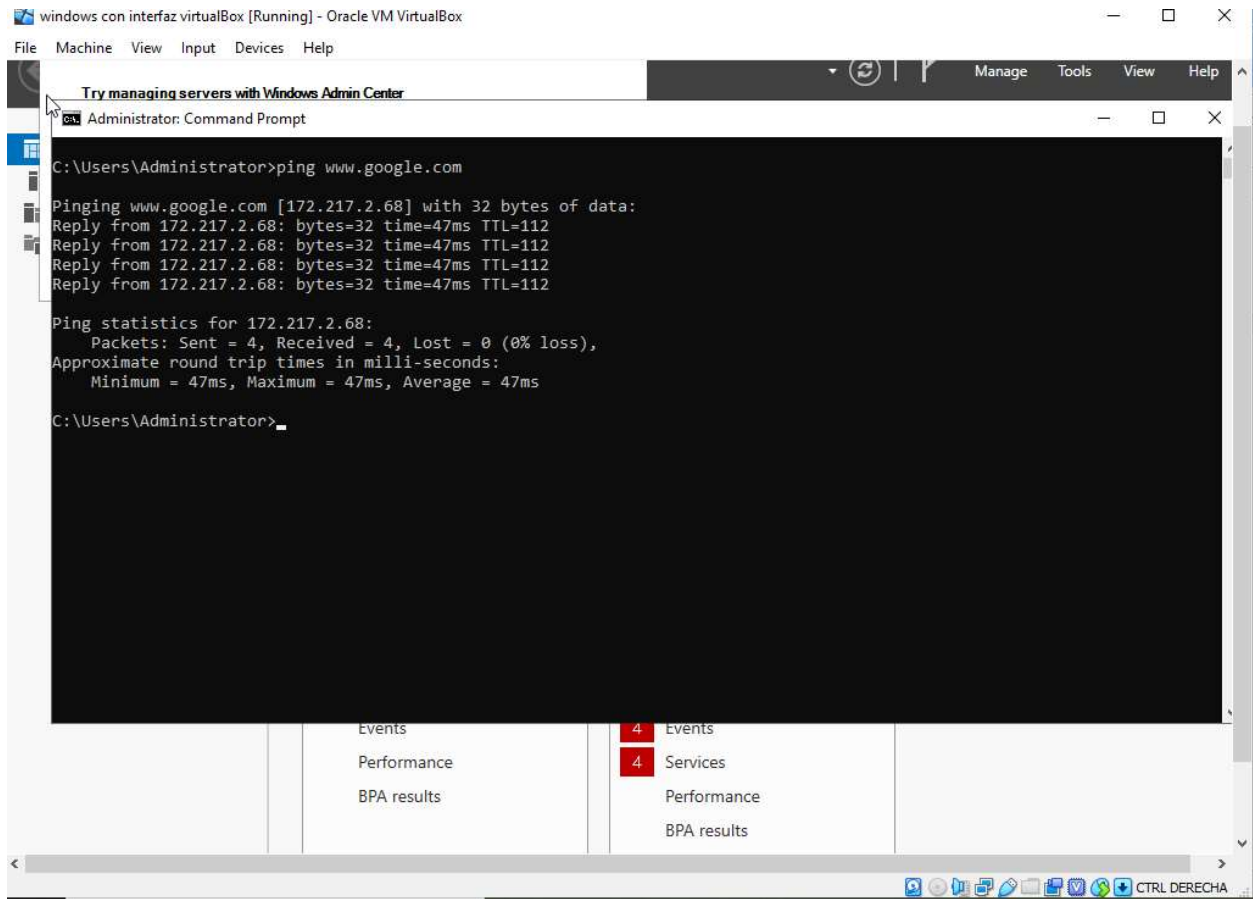 windows con interfaz virtualBox [Running] - Oracle VM VirtualBox
File Machine View Input Devices Help
Manage Tools View Help
Try managing servers with Windows Admin Center
Administrator: Command Prompt
C:\Users\Administrator>ping www.google.com
Pinging www.google.com [172.217.2.68] with 32 bytes of data:
Reply from 172.217.2.68: bytes=32 time=47ms TTL=112
Reply from 172.217.2.68: bytes=32 time=47ms TTL=112
Reply from 172.217.2.68: bytes=32 time=47ms TTL=112
Reply from 172.217.2.68: bytes=32 time=47ms TTL=112
Ping statistics for 172.217.2.68:
Packets: Sent = 4, Received = 4, Lost = 0 (0% loss),
Approximate round trip times in milli-seconds:
Minimum = 47ms, Maximum = 47ms, Average = 47ms
C:\Users\Administrator>
Events 4 Events
Performance 4 Services
BPA results Performance
BPA results
CTRL DERECHA